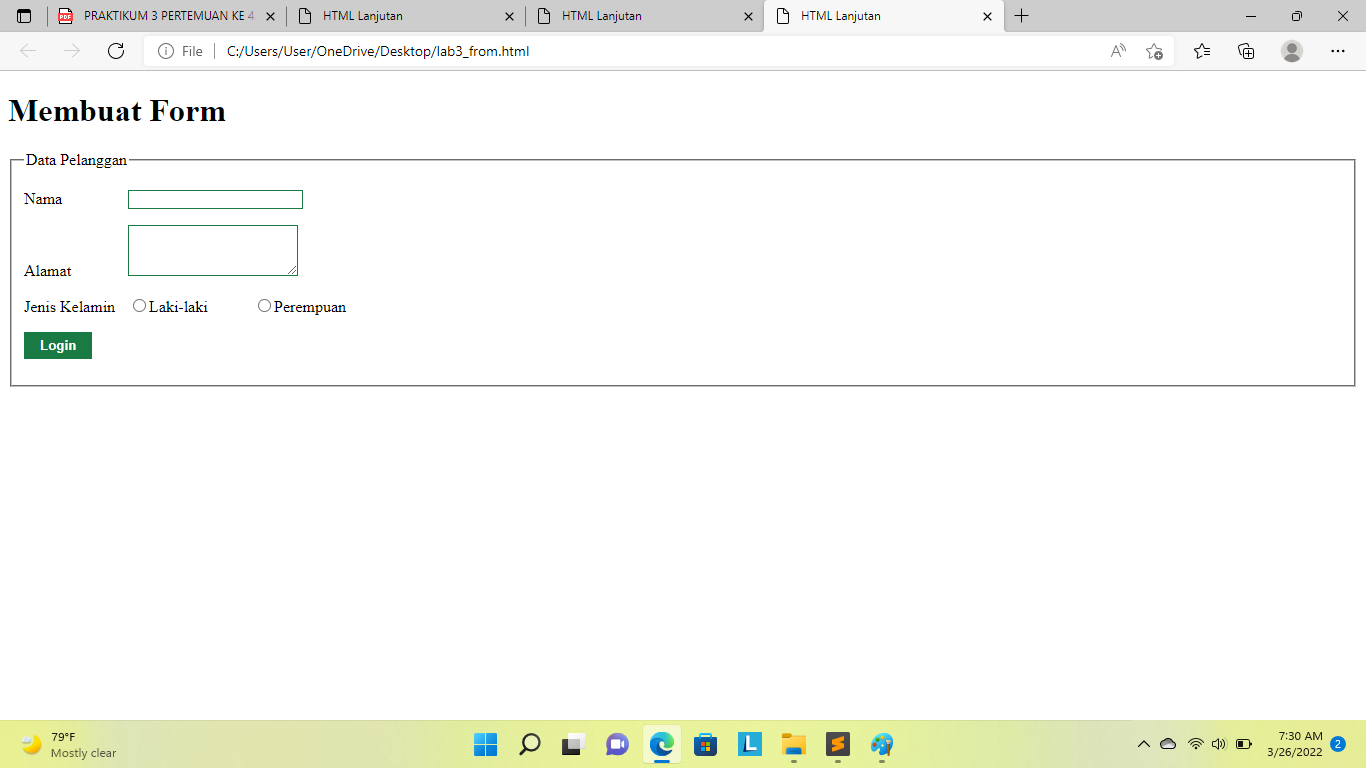 PRAKTIKUM 3 PERTEMUAN KE 4
HTML Lanjutan
HTML Lanjutan
HTML Lanjutan
File
C:/Users/User/OneDrive/Desktop/lab3_from.html
Membuat Form
Data Pelanggan
Nama
Alamat
Jenis Kelamin Laki-laki Perempuan
Login
79°F
Mostly clear
7:30 AM
3/26/2022
2